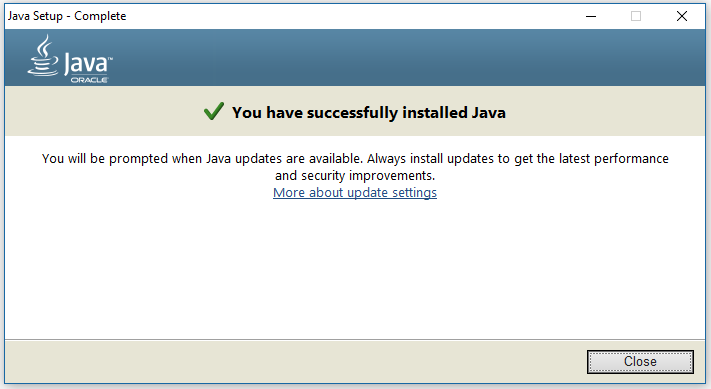 Java Setup - Complete
Java™
ORACLE
You have successfully installed Java
You will be prompted when Java updates are available. Always install updates to get the latest performance
and security improvements.
More about update settings
Close